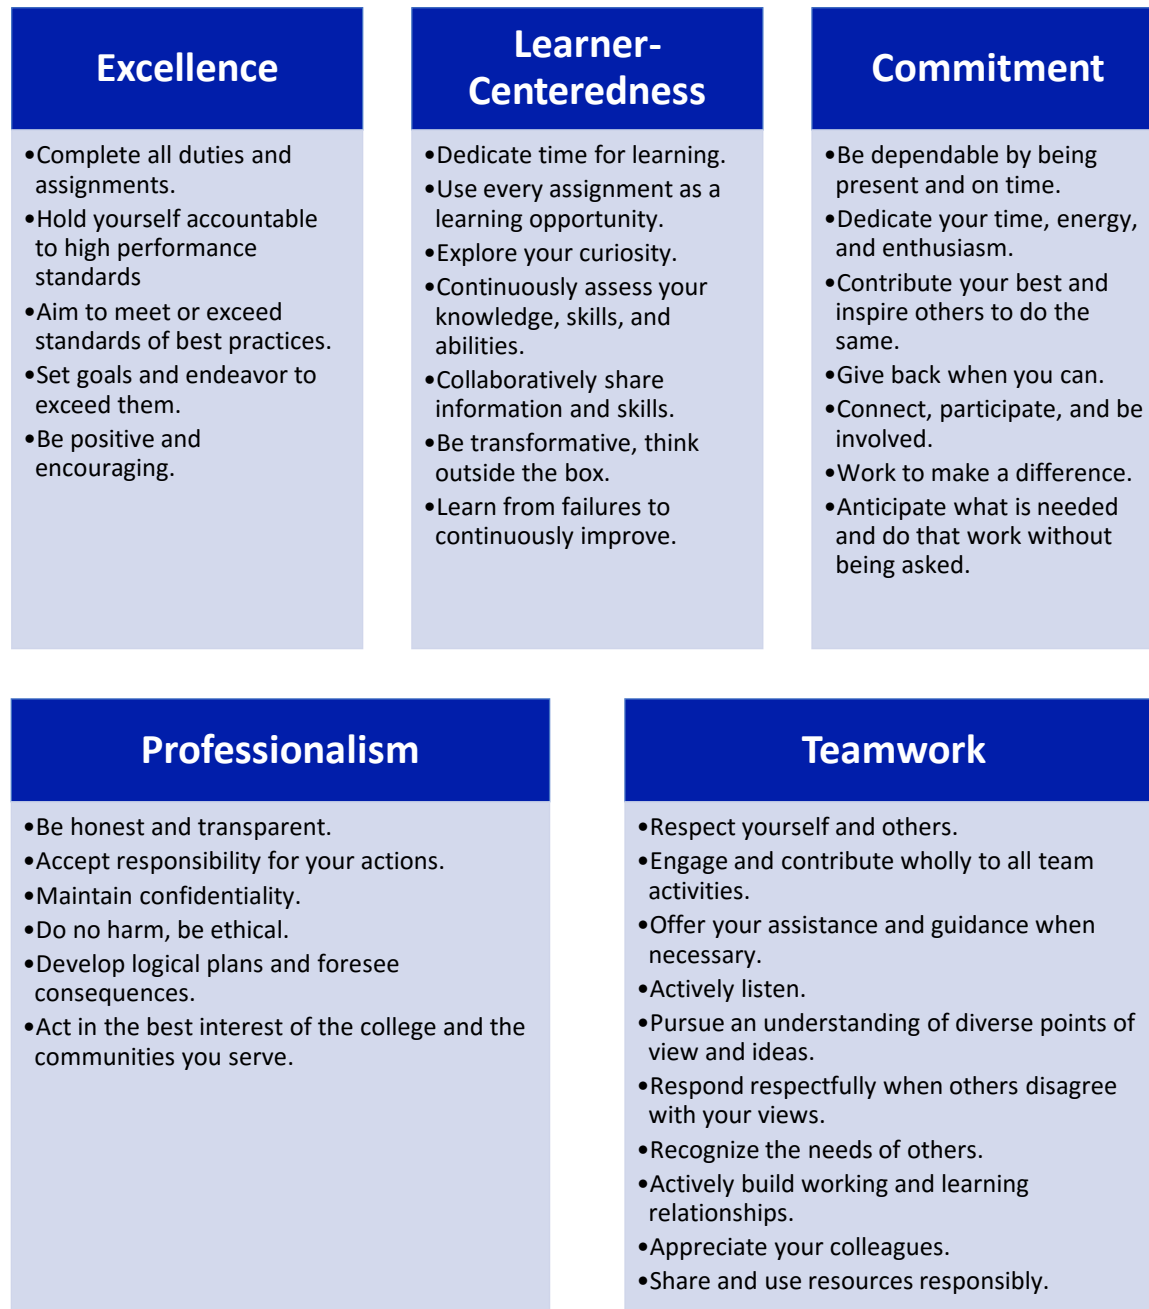 Excellence
•Complete all duties and
assignments.
•Hold yourself accountable
to high performance
standards
•Aim to meet or exceed
standards of best practices.
•Set goals and endeavor to
exceed them.
•Be positive and
encouraging.
Learner-
Centeredness
•Dedicate time for learning.
•Use every assignment as a
learning opportunity.
•Explore your curiosity.
•Continuously assess your
knowledge, skills, and
abilities.
•Collaboratively share
information and skills.
•Be transformative, think
outside the box.
•Learn from failures to
continuously improve.
Commitment
•Be dependable by being
present and on time.
•Dedicate your time, energy,
and enthusiasm.
•Contribute your best and
inspire others to do the
same.
•Give back when you can.
•Connect, participate, and be
involved.
•Work to make a difference.
•Anticipate what is needed
and do that work without
being asked.
Professionalism
•Be honest and transparent.
•Accept responsibility for your actions.
•Maintain confidentiality.
•Do no harm, be ethical.
•Develop logical plans and foresee
consequences.
•Act in the best interest of the college and the
communities you serve.
Teamwork
•Respect yourself and others.
•Engage and contribute wholly to all team
activities.
•Offer your assistance and guidance when
necessary.
•Actively listen.
•Pursue an understanding of diverse points of
view and ideas.
•Respond respectfully when others disagree
with your views.
•Recognize the needs of others.
•Actively build working and learning
relationships.
•Appreciate your colleagues.
•Share and use resources responsibly.